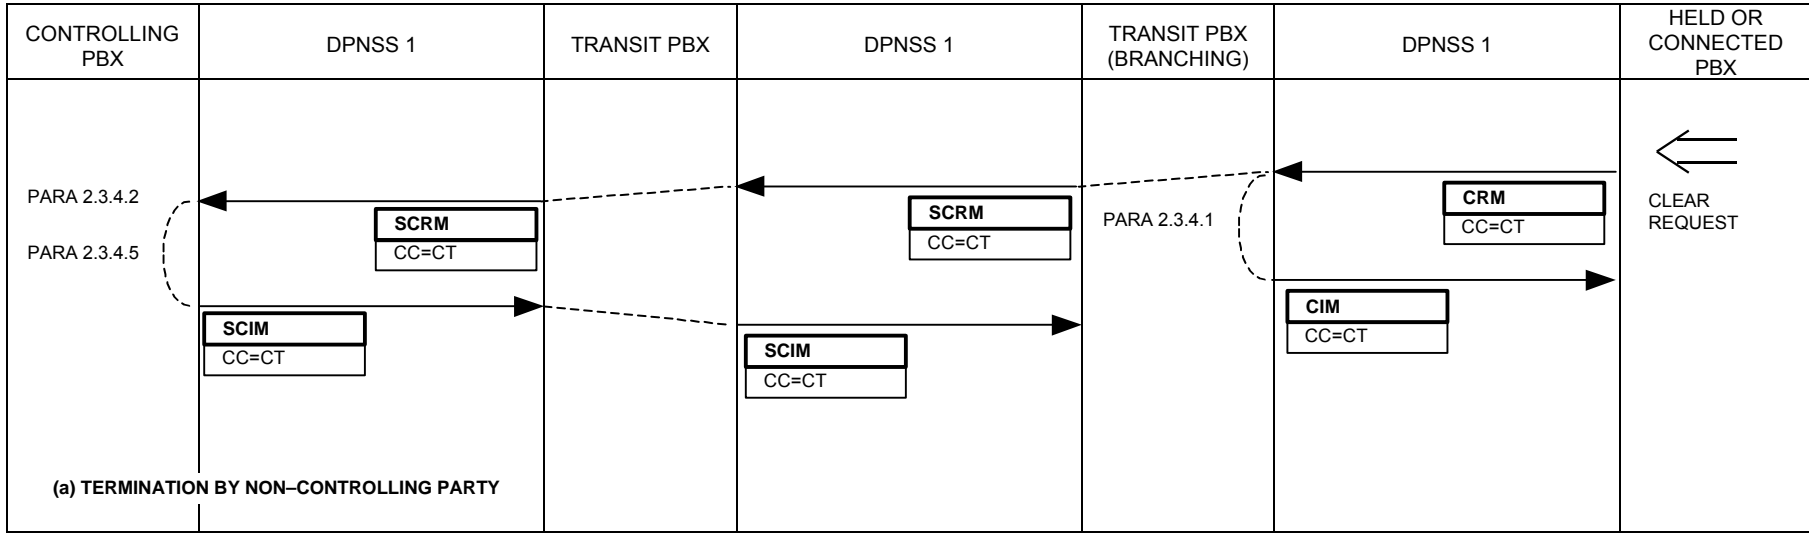 CONTROLLING
PBX
DPNSS 1
TRANSIT PBX
DPNSS 1
TRANSIT PBX
(BRANCHING)
DPNSS 1
HELD OR
CONNECTED
PBX
PARA 2.3.4.2
PARA 2.3.4.5
SCRM
CC=CT
SCRM
CC=CT
PARA 2.3.4.1
CRM
CC=CT
CLEAR
REQUEST
SCIM
CC=CT
SCIM
CC=CT
CIM
CC=CT
(a) TERMINATION BY NON–CONTROLLING PARTY